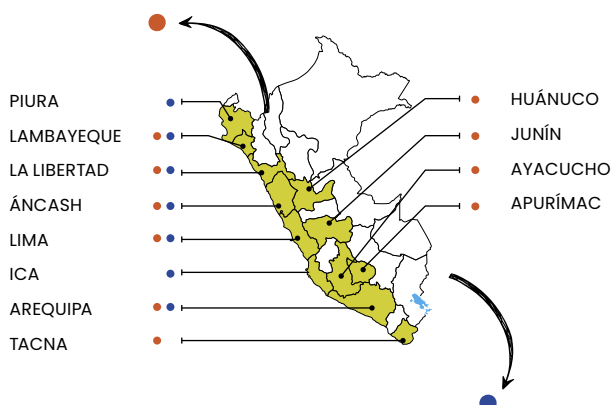 PIURA
LAMBAYEQUE
LA LIBERTAD
ÁNCASH
LIMA
ICA
AREQUIPA
TACNA
HUÁNUCO
JUNÍN
AYACUCHO
APURÍMAC